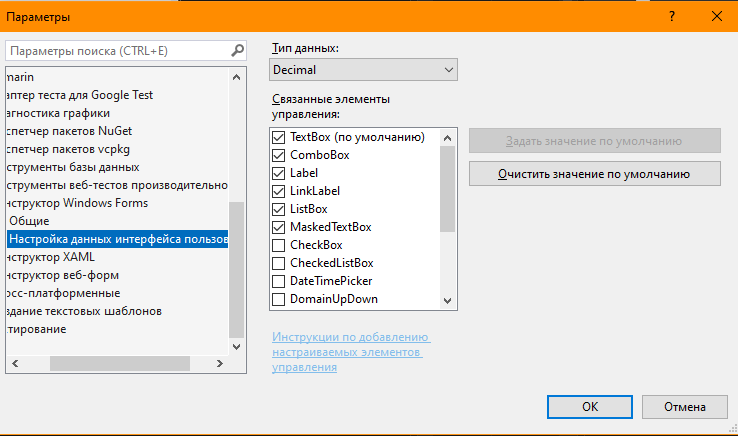 Параметры
Параметры поиска (CTRL+E)
marin
аптер теста для Google Test
агностика графики
спетчер пакетов NuGet
спетчер пакетов vcpkg
струменты базы данных
струменты веб-тестов производительно
нструктор Windows Forms
Общие
Настройка данных интерфейса пользов
нструктор XAML
нструктор веб-форм
осс-платформенные
здание текстовых шаблонов
стирование
Тип данных:
Decimal
Связанные элементы
управления:
TextBox (по умолчанию)
ComboBox
Label
LinkLabel
ListBox
MaskedTextBox
CheckBox
CheckedListBox
DateTimePicker
DomainUpDown
Инструкции по добавлению
настраиваемых элементов
управления
Задать значение по умолчанию
Очистить значение по умолчанию
OK
Отмена